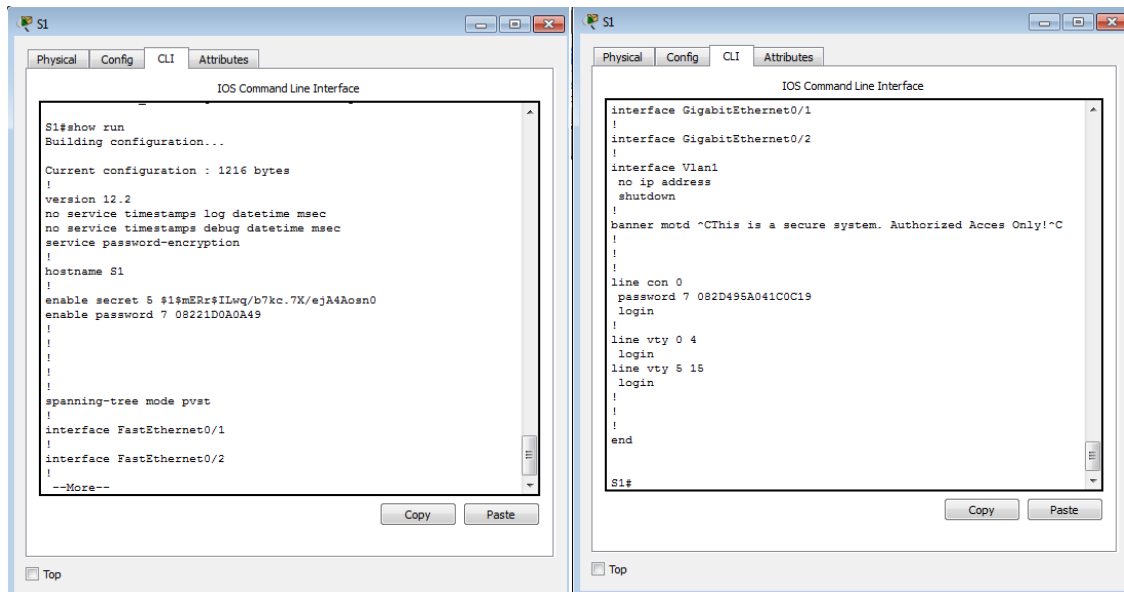 S1
Physical Config CLI Attributes
IOS Command Line Interface
S1#show run
Building configuration...
Current configuration : 1216 bytes
!
version 12.2
no service timestamps log datetime msec
no service timestamps debug datetime msec
service password-encryption
!
hostname S1
!
enable secret 5 $1$mERr$ILwq/b7kc.7X/ejA4Aosn0
enable password 7 08221D0A0A49
!
!
!
!
!
spanning-tree mode pvst
!
interface FastEthernet0/1
!
interface FastEthernet0/2
!
--More--
Copy Paste
Top
S1
Physical Config CLI Attributes
IOS Command Line Interface
interface GigabitEthernet0/1
!
interface GigabitEthernet0/2
!
interface Vlan1
no ip address
shutdown
!
banner motd ^CThis is a secure system. Authorized Acces Only!^C
!
!
!
line con 0
password 7 082D495A041C0C19
login
!
line vty 0 4
login
line vty 5 15
login
!
!
!
end
S1#
Copy Paste
Top